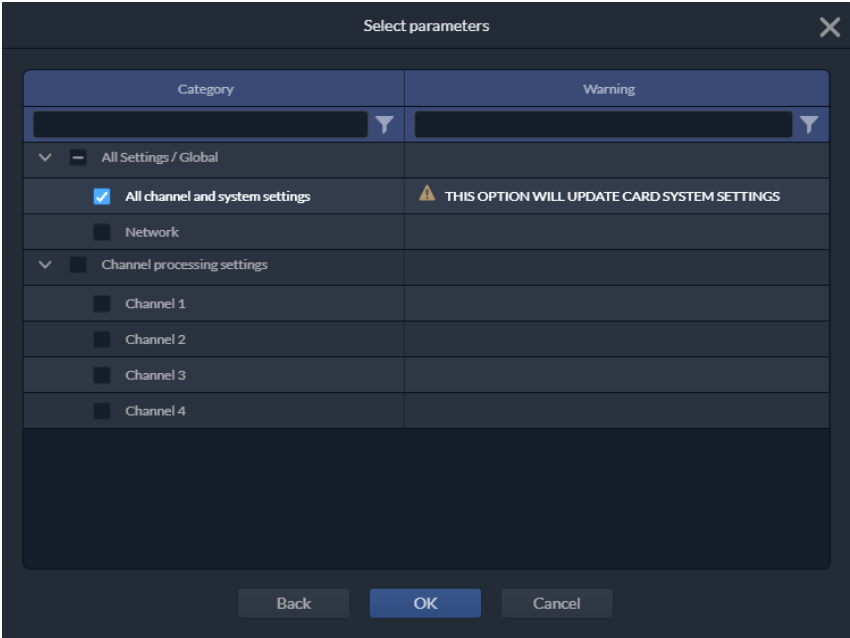 Select parameters
Category Warning
All Settings / Global
All channel and system settings THIS OPTION WILL UPDATE CARD SYSTEM SETTINGS
Network
Channel processing settings
Channel 1
Channel 2
Channel 3
Channel 4
Back OK Cancel